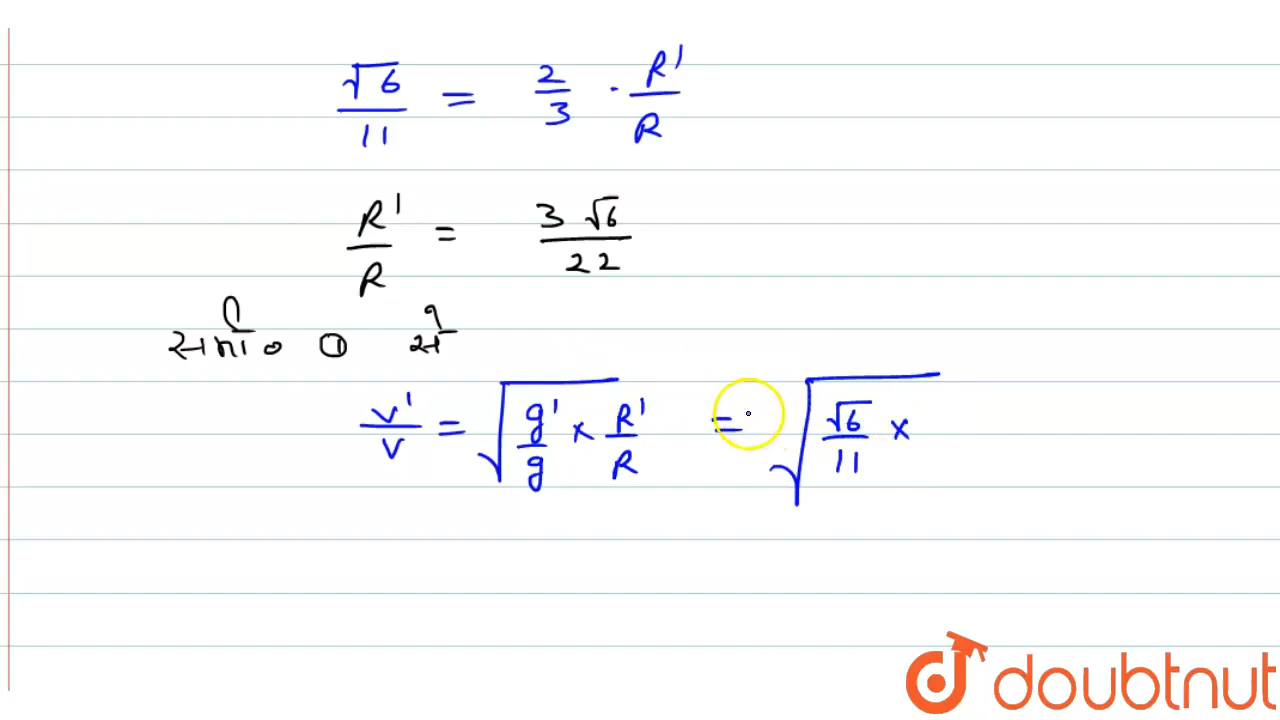 √6/11 = 2/3 · R'/R
R'/R = 3√6/22
समी० ① से
v'/v = √(g'/g × R'/R) = √(√6/11 ×
doubtnut